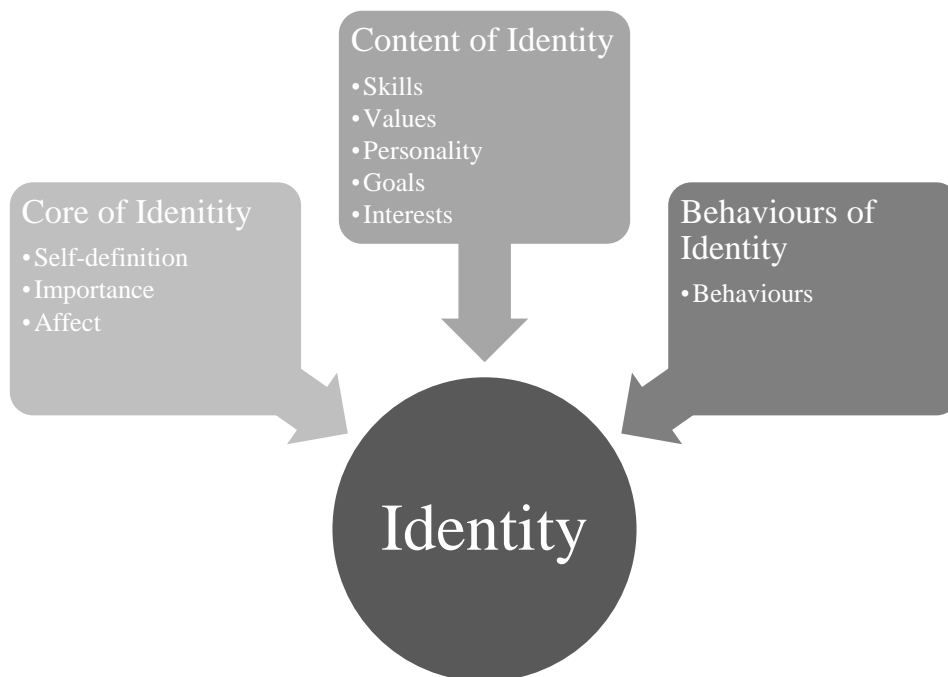 Content of Identity
•Skills
•Values
•Personality
•Goals
•Interests
Core of Idenitity
•Self-definition
•Importance
•Affect
Behaviours of
Identity
•Behaviours
Identity